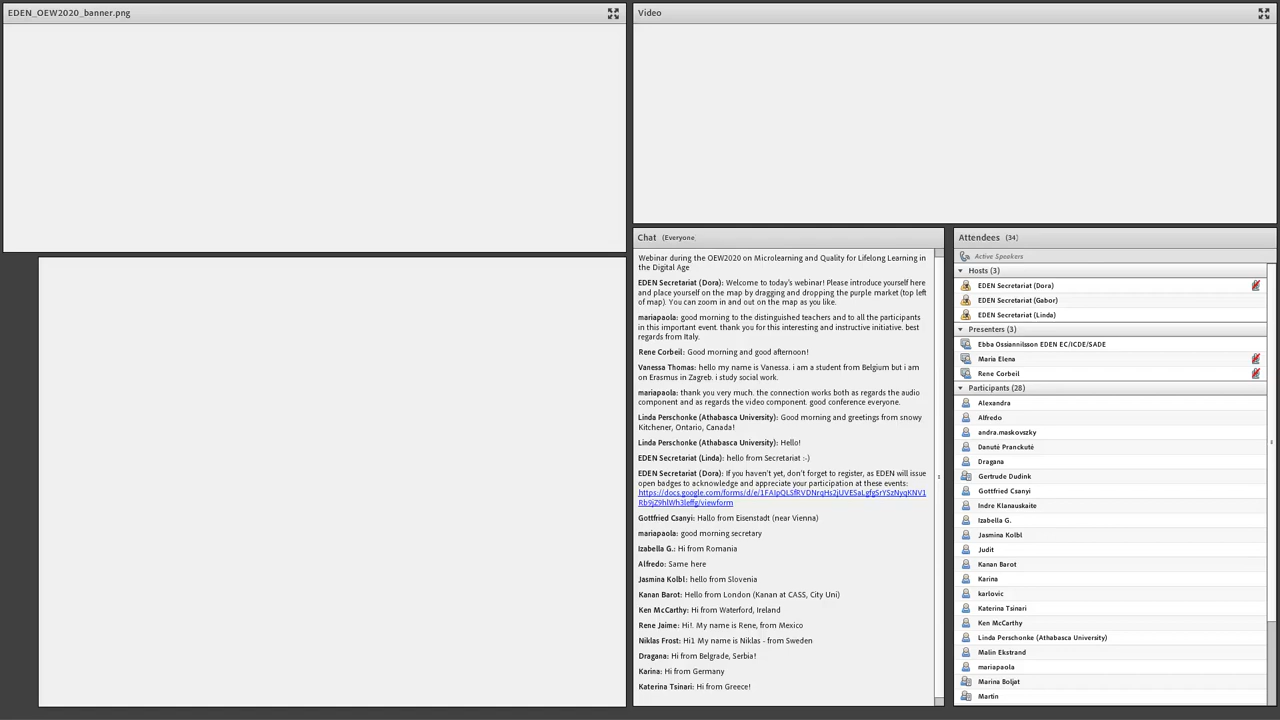 EDEN_OEW2020_banner.png
Video
Chat (Everyone)
Webinar during the OEW2020 on Microlearning and Quality for Lifelong Learning in
the Digital Age
EDEN Secretariat (Dora): Welcome to today's webinar! Please introduce yourself here
and place yourself on the map by dragging and dropping the purple market (top left
of map). You can zoom in and out on the map as you like.
mariapaola: good morning to the distinguished teachers and to all the participants
in this important event. thank you for this interesting and instructive initiative. best
regards from Italy.
Rene Corbeil: Good morning and good afternoon!
Vanessa Thomas: hello my name is Vanessa. i am a student from Belgium but i am
on Erasmus in Zagreb. i study social work.
mariapaola: thank you very much. the connection works both as regards the audio
component and as regards the video component. good conference everyone.
Linda Perschonke (Athabasca University): Good morning and greetings from snowy
Kitchener, Ontario, Canada!
Linda Perschonke (Athabasca University): Hello!
EDEN Secretariat (Linda): hello from Secretariat :-)
EDEN Secretariat (Dora): If you haven't yet, don't forget to register, as EDEN will issue
open badges to acknowledge and appreciate your participation at these events:
Gottfried Csanyi: Hallo from Eisenstadt (near Vienna)
mariapaola: good morning secretary
Izabella G.: Hi from Romania
Alfredo: Same here
Jasmina Kolbl: hello from Slovenia
Kanan Barot: Hello from London (Kanan at CASS, City Uni)
Ken McCarthy: Hi from Waterford, Ireland
Rene Jaime: Hi!. My name is Rene, from Mexico
Niklas Frost: Hi1 My name is Niklas - from Sweden
Dragana: Hi from Belgrade, Serbia!
Karina: Hi from Germany
Katerina Tsinari: Hi from Greece!
Attendees (34)
Active Speakers
Hosts (3)
EDEN Secretariat (Dora)
EDEN Secretariat (Gabor)
EDEN Secretariat (Linda)
Presenters (3)
Ebba Ossiannilsson EDEN EC/ICDE/SADE
Maria Elena
Rene Corbeil
Participants (28)
Alexandra
Alfredo
andra.maskovszky
Danutė Pranckutė
Dragana
Gertrude Dudink
Gottfried Csanyi
Indre Klanauskaite
Izabella G.
Jasmina Kolbl
Judit
Kanan Barot
Karina
karlovic
Katerina Tsinari
Ken McCarthy
Linda Perschonke (Athabasca University)
Malin Ekstrand
mariapaola
Marina Boljat
Martin